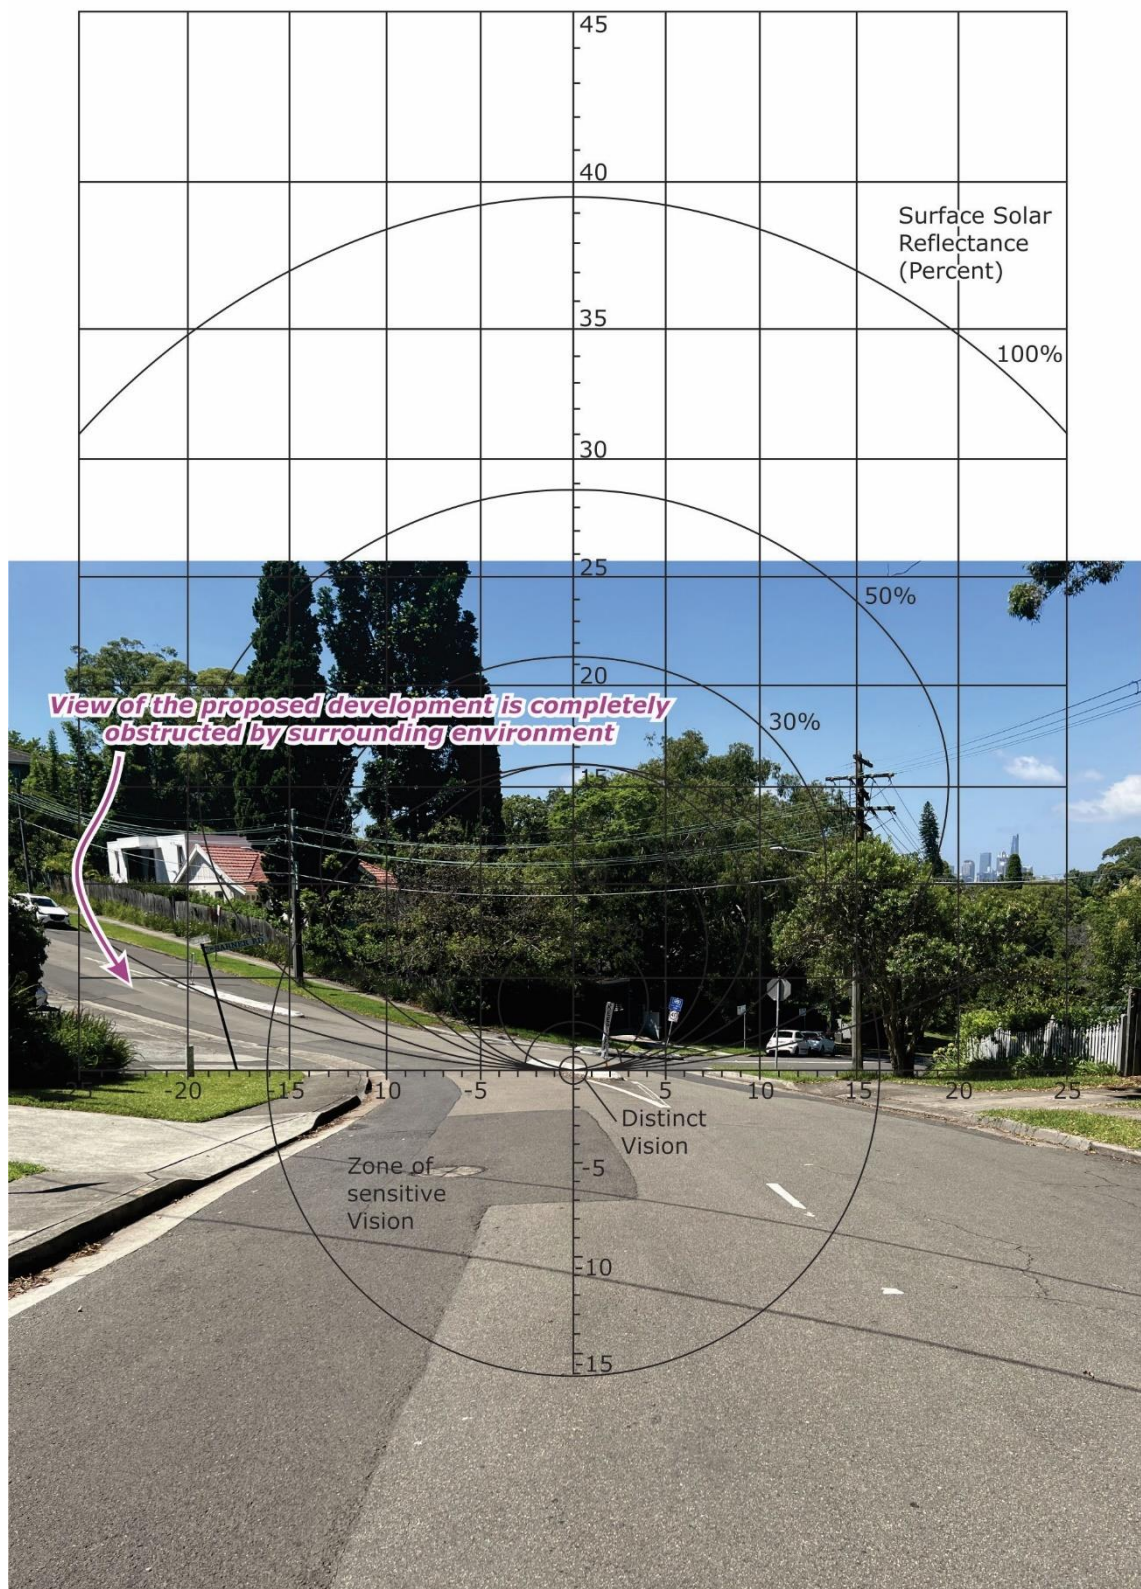 45
40
Surface Solar
Reflectance
(Percent)
35
100%
30
25
50%
20
View of the proposed development is completely
obstructed by surrounding environment
30%
15
25 -20 -15 -10 -5 5 10 15 20 25
Distinct
Vision
-5
Zone of
sensitive
Vision
-10
-15